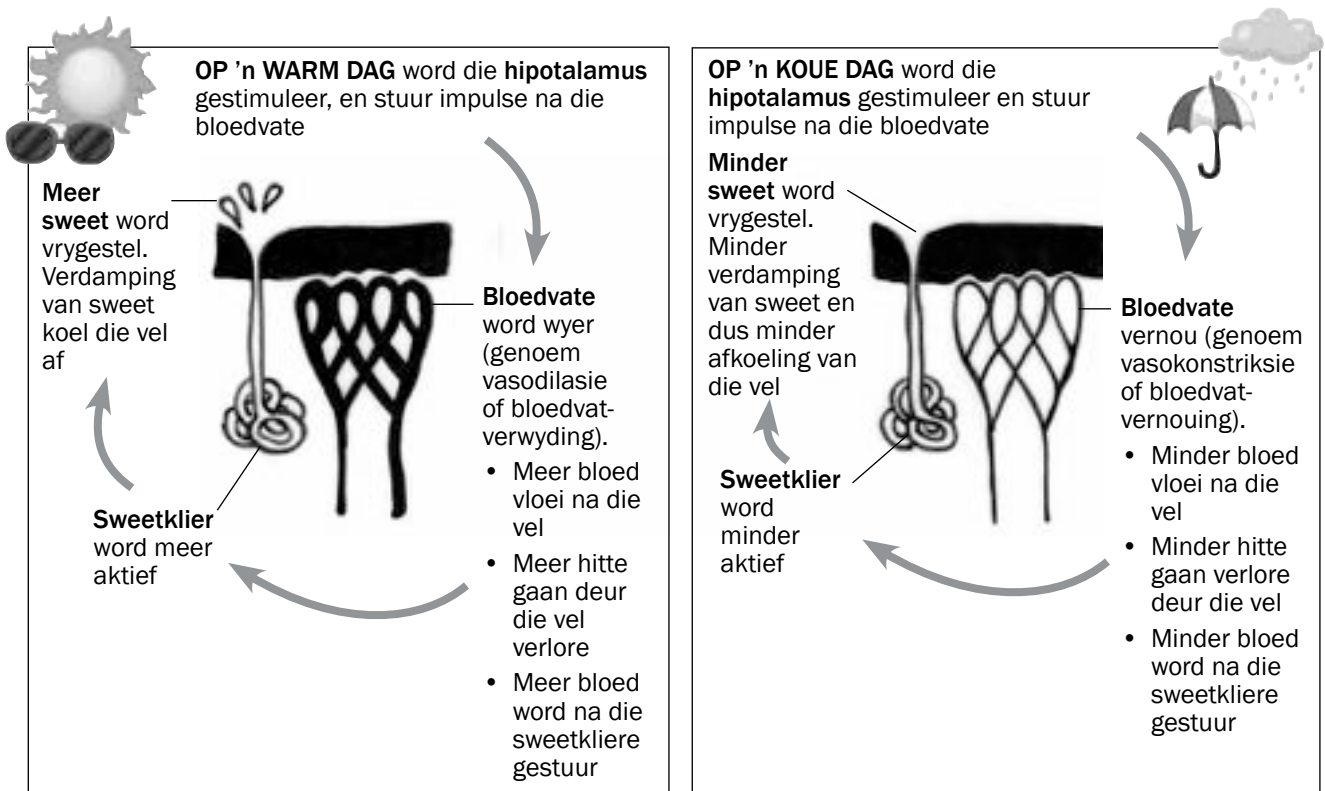 OP ’n WARM DAG word die hipotalamus
gestimuleer, en stuur impulse na die
bloedvate
Bloedvate
word wyer
(genoem
vasodilasie
of bloedvat-
verwyding).
• Meer bloed
vloei na die
vel
• Meer hitte
gaan deur
die vel
verlore
• Meer bloed
word na die
sweetkliere
gestuur
Sweetklier
word meer
aktief
Meer
sweet word
vrygestel.
Verdamping
van sweet
koel die vel
af
OP ’n KOUE DAG word die
hipotalamus gestimuleer en stuur
impulse na die bloedvate
Bloedvate
vernou (genoem
vasokonstriksie
of bloedvat-
vernouing).
• Minder bloed
vloei na die
vel
• Minder hitte
gaan verlore
deur die vel
• Minder bloed
word na die
sweetkliere
gestuur
Sweetklier
word
minder
aktief
Minder
sweet word
vrygestel.
Minder
verdamping
van sweet en
dus minder
afkoeling van
die vel